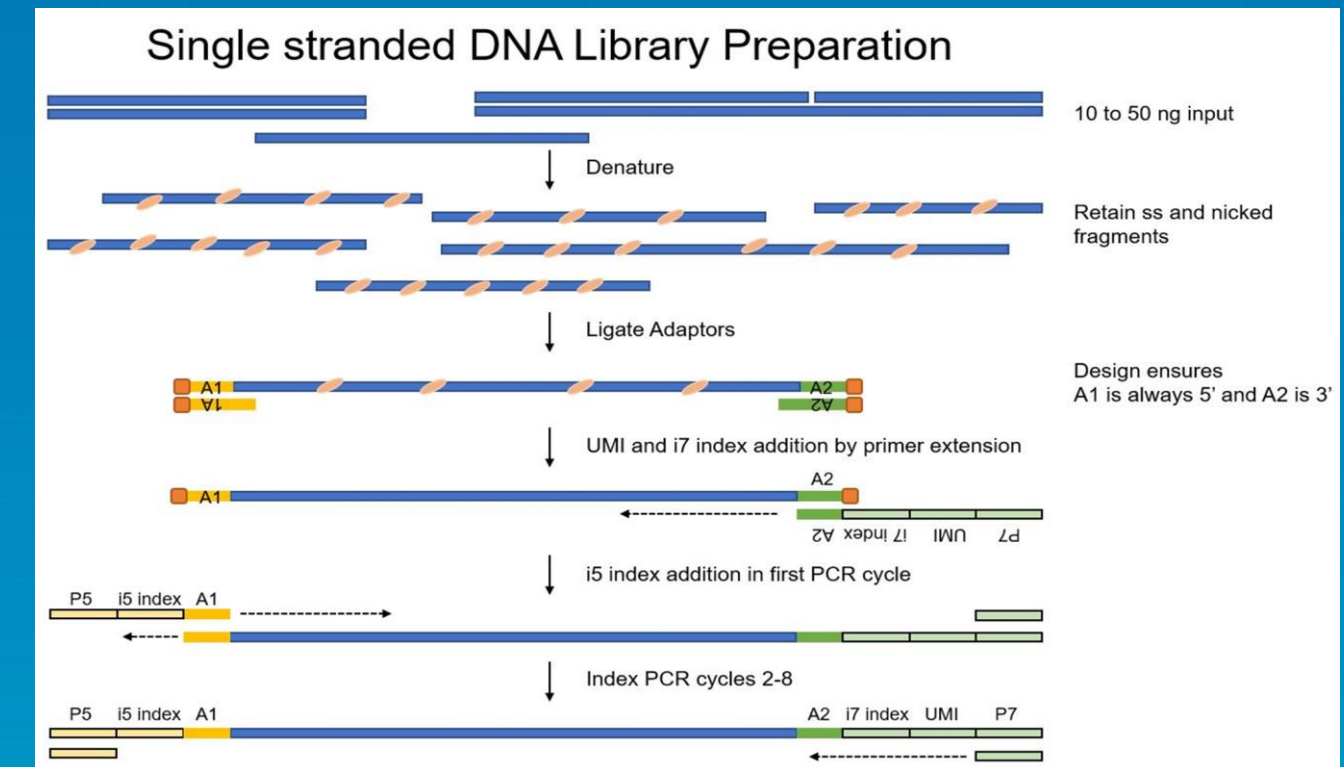 Single stranded DNA Library Preparation
10 to 50 ng input
Denature
Retain ss and nicked
fragments
Ligate Adaptors
A1 A2
A1 A2
Design ensures
A1 is always 5’ and A2 is 3’
UMI and i7 index addition by primer extension
A2
A1
A2 i7 index UMI P7
i5 index addition in first PCR cycle
P5 i5 index A1
Index PCR cycles 2-8
P5 i5 index A1 A2 i7 index UMI P7